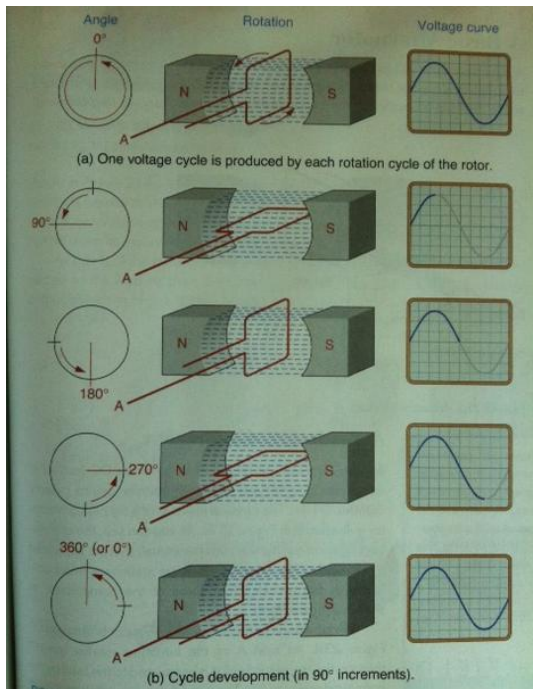 Angle Rotation Voltage curve
0°
N S
A
(a) One voltage cycle is produced by each rotation cycle of the rotor.
90°
N S
A
N S
180°
A
270°
N S
A
360° (or 0°)
N S
A
(b) Cycle development (in 90° increments).